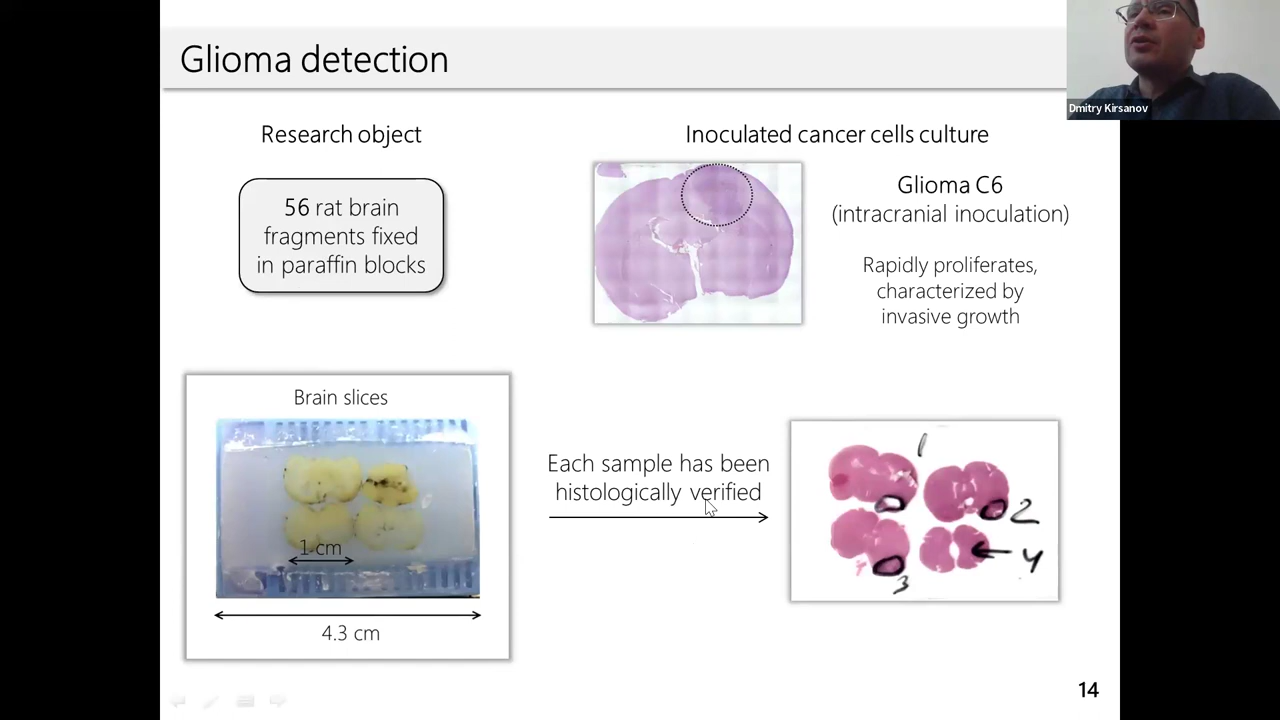 Glioma detection
Dmitry Kirsanov
Research object
56 rat brain
fragments fixed
in paraffin blocks
Inoculated cancer cells culture
Glioma C6
(intracranial inoculation)
Rapidly proliferates,
characterized by
invasive growth
Brain slices
1 cm
4.3 cm
Each sample has been
histologically verified
1
2
3
4
14